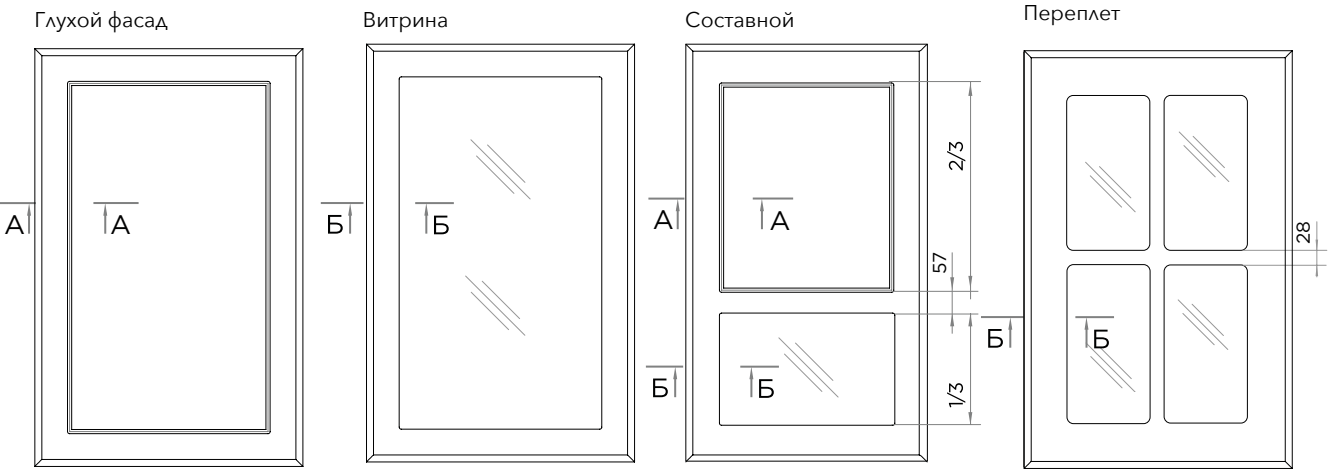 Глухой фасад
Витрина
Составной
Переплет
А
А
Б
Б
А
А
Б
Б
2/3
57
1/3
Б
Б
28